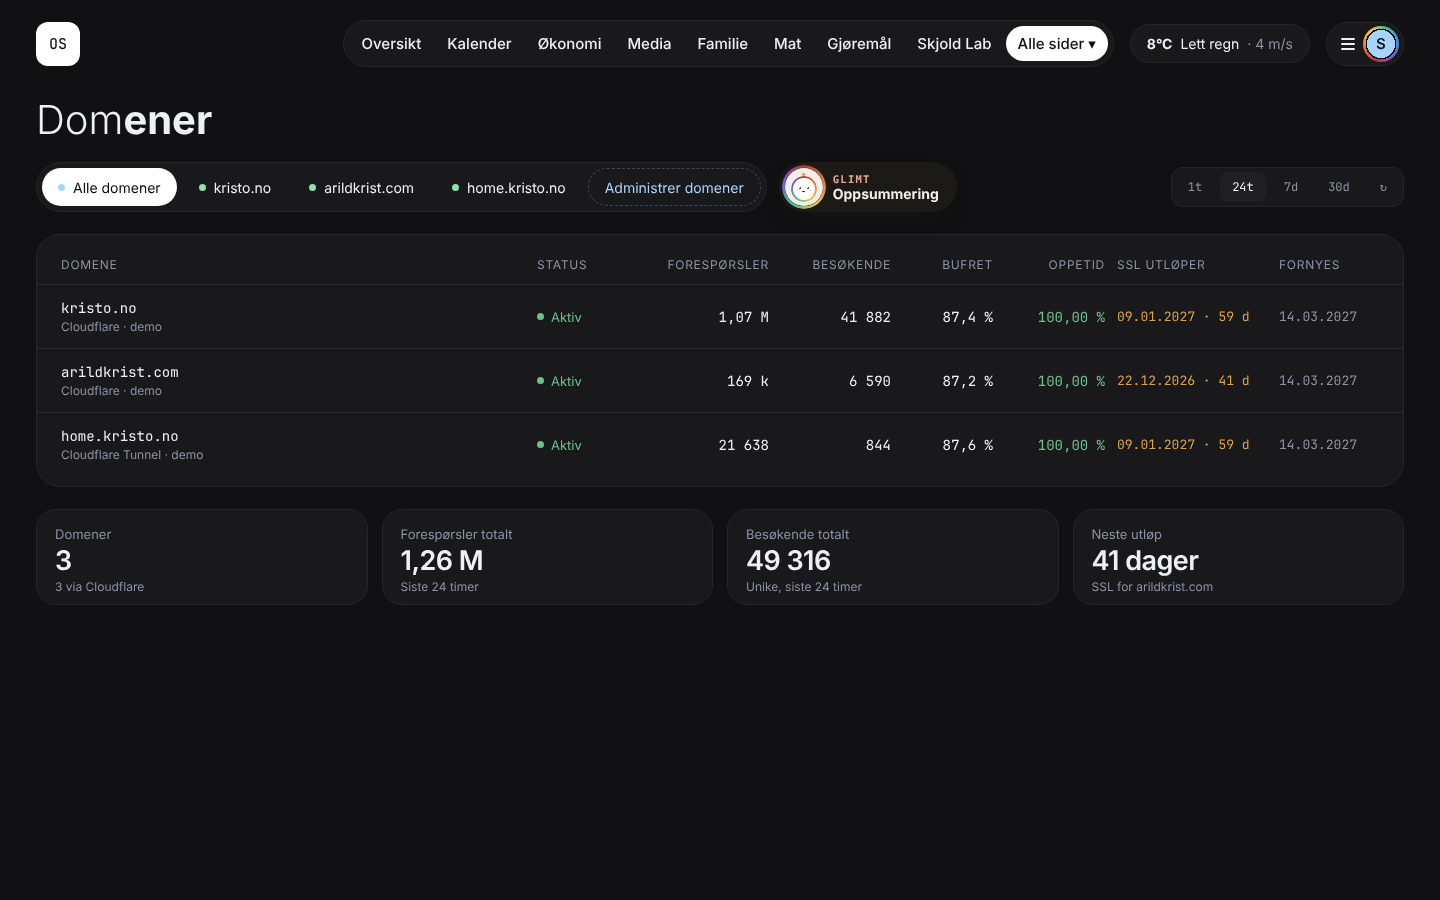 OS
Oversikt Kalender Økonomi Media Familie Mat Gjøremål Skjold Lab Alle sider ▾
8°C Lett regn · 4 m/s
S
Domener
Alle domener kristo.no arildkrist.com home.kristo.no Administrer domener
GLIMT
Oppsummering
1t 24t 7d 30d ↻
DOMENE STATUS FORESPØRSLER BESØKENDE BUFRET OPPETID SSL UTLØPER FORNYES
kristo.no
Cloudflare · demo
Aktiv 1,07 M 41 882 87,4 % 100,00 % 09.01.2027 · 59 d 14.03.2027
arildkrist.com
Cloudflare · demo
Aktiv 169 k 6 590 87,2 % 100,00 % 22.12.2026 · 41 d 14.03.2027
home.kristo.no
Cloudflare Tunnel · demo
Aktiv 21 638 844 87,6 % 100,00 % 09.01.2027 · 59 d 14.03.2027
Domener
3
3 via Cloudflare
Forespørsler totalt
1,26 M
Siste 24 timer
Besøkende totalt
49 316
Unike, siste 24 timer
Neste utløp
41 dager
SSL for arildkrist.com